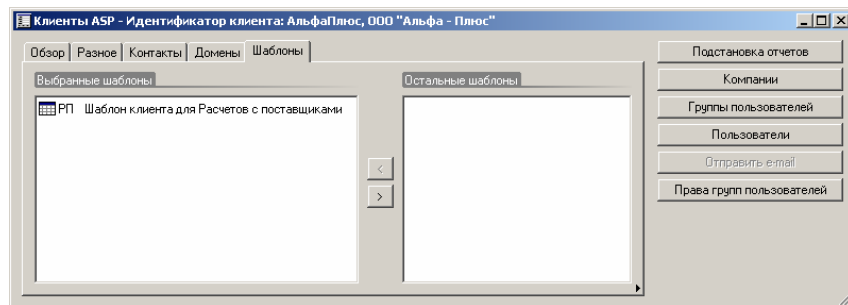 Клиенты ASP - Идентификатор клиента: АльфаПлюс, ООО "Альфа - Плюс"
Обзор Разное Контакты Домены Шаблоны
Выбранные шаблоны Остальные шаблоны
РП Шаблон клиента для Расчетов с поставщиками
<
>
Подстановка отчетов
Компании
Группы пользователей
Пользователи
Отправить e-mail
Права групп пользователей